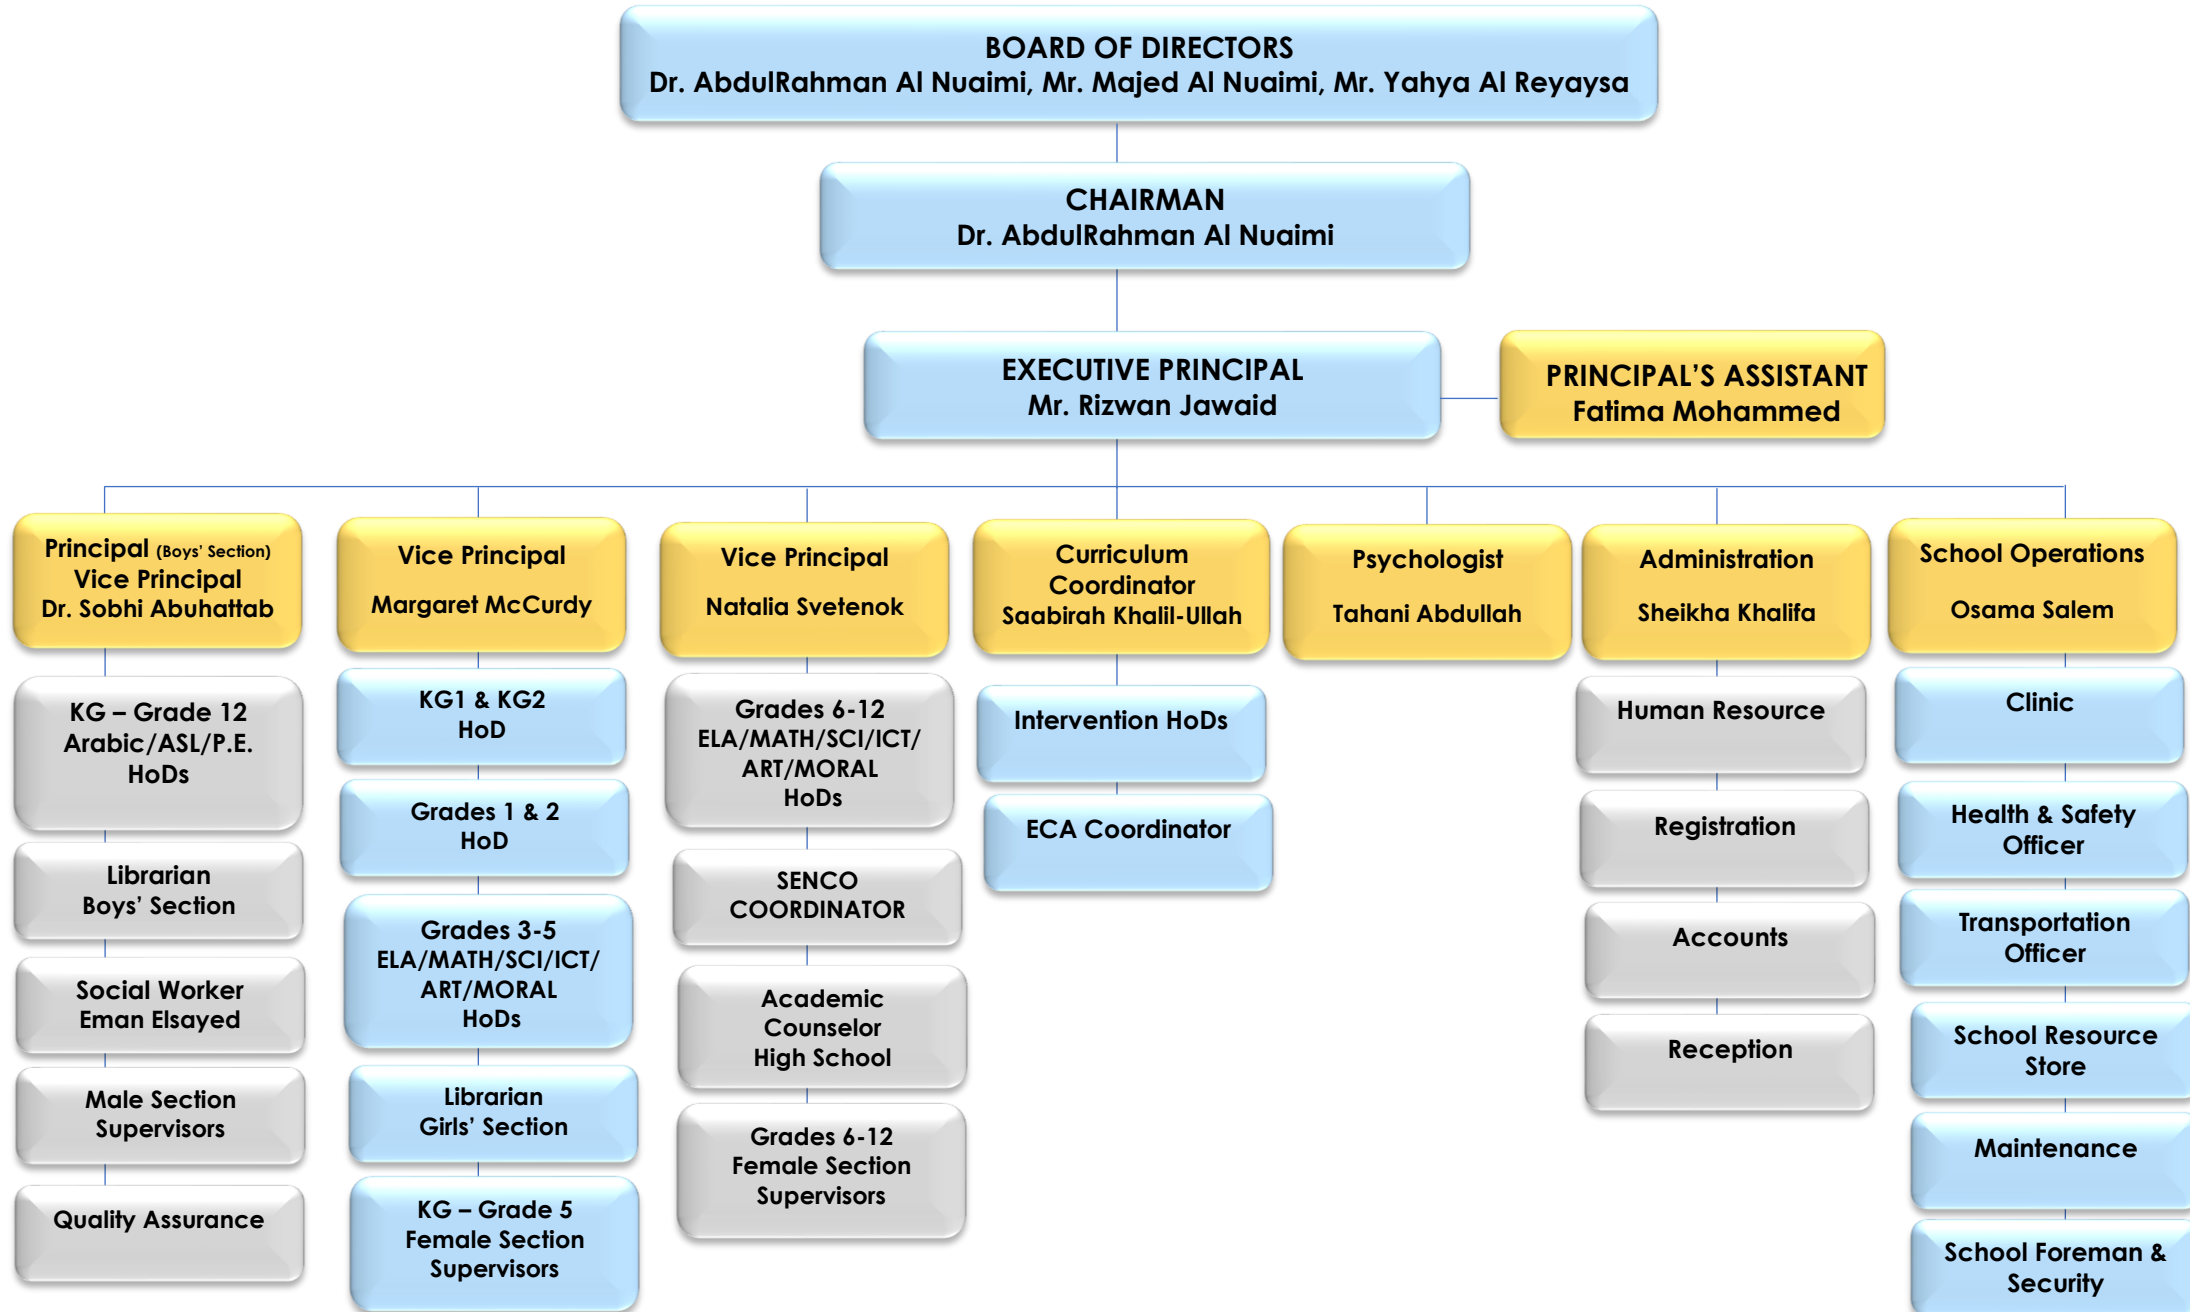 BOARD OF DIRECTORS
Dr. AbdulRahman Al Nuaimi, Mr. Majed Al Nuaimi, Mr. Yahya Al Reyaysa
CHAIRMAN
Dr. AbdulRahman Al Nuaimi
EXECUTIVE PRINCIPAL
Mr. Rizwan Jawaid
PRINCIPAL’S ASSISTANT
Fatima Mohammed
Principal (Boys’ Section)
Vice Principal
Dr. Sobhi Abuhattab
KG – Grade 12
Arabic/ASL/P.E.
HoDs
Librarian
Boys’ Section
Social Worker
Eman Elsayed
Male Section
Supervisors
Quality Assurance
Vice Principal
Margaret McCurdy
KG1 & KG2
HoD
Grades 1 & 2
HoD
Grades 3-5
ELA/MATH/SCI/ICT/
ART/MORAL
HoDs
Librarian
Girls’ Section
KG – Grade 5
Female Section
Supervisors
Vice Principal
Natalia Svetenok
Grades 6-12
ELA/MATH/SCI/ICT/
ART/MORAL
HoDs
SENCO
COORDINATOR
Academic
Counselor
High School
Grades 6-12
Female Section
Supervisors
Curriculum
Coordinator
Saabirah Khalil-Ullah
Intervention HoDs
ECA Coordinator
Psychologist
Tahani Abdullah
Administration
Sheikha Khalifa
Human Resource
Registration
Accounts
Reception
School Operations
Osama Salem
Clinic
Health & Safety
Officer
Transportation
Officer
School Resource
Store
Maintenance
School Foreman &
Security